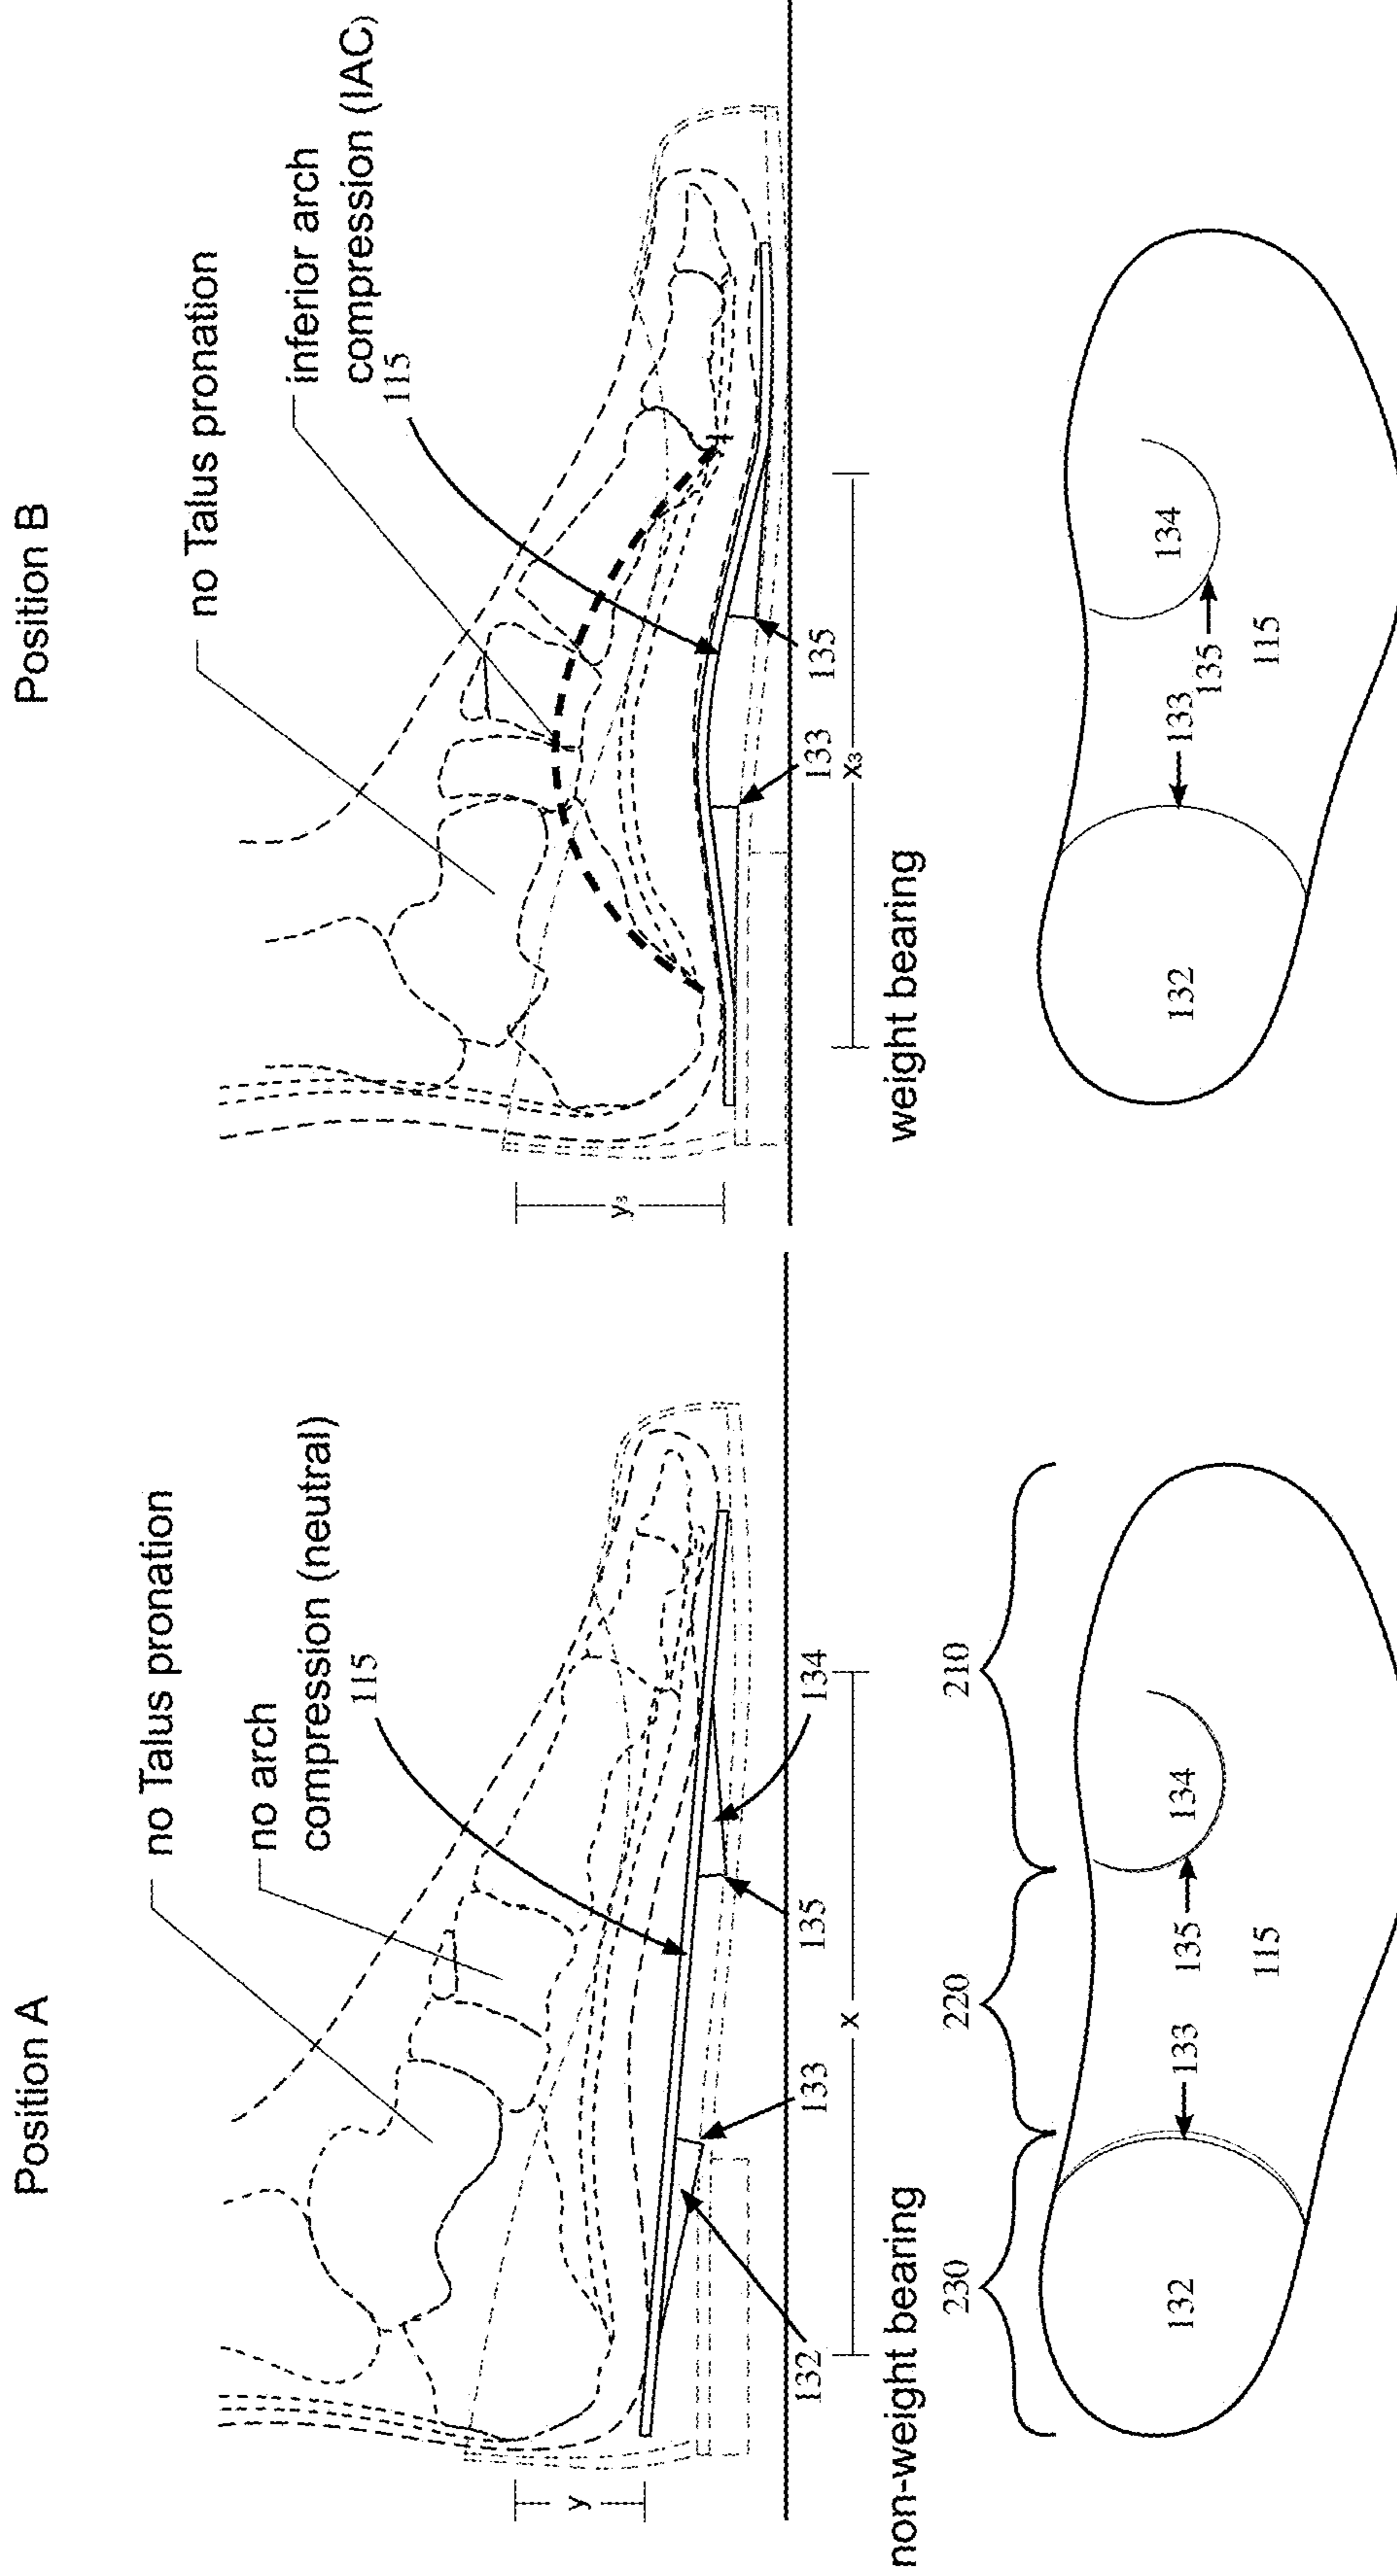 Position A
no Talus pronation
no arch
compression (neutral)
115
y
132
133
135
134
x
non-weight bearing
230
220
210
132
133
135
134
115
Position B
no Talus pronation
inferior arch
compression (IAC)
115
y₃
133
135
x₃
weight bearing
132
133
135
134
115